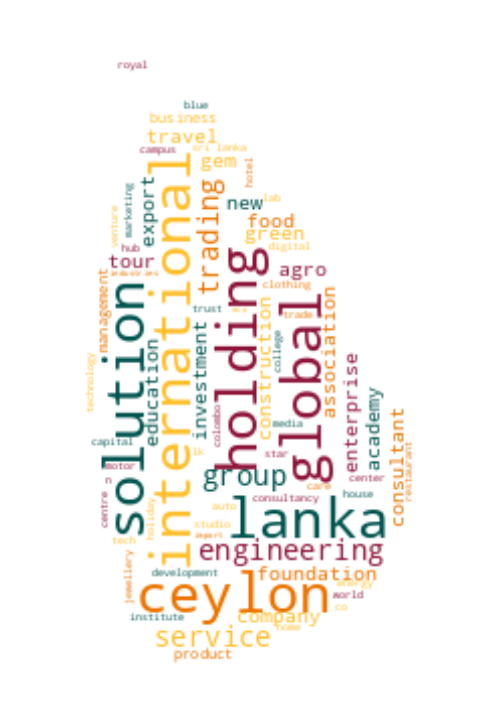 royal
blue
business
travel
campus
sri lanka
gem
hotel
marketing
export
international
trading
new
lab
venture
food
green
hub
tour
digital
industries
agro
management
solution
holding
clothing
global
trust
trade
construction
association
investment
education
college
technology
enterprise
academy
colombo
media
consultant
capital
lk
star
restaurant
motor
group
care
center
n
centre
consultancy
house
holiday
auto
lanka
studio
tech
import
engineering
jewellery
development
foundation
energy
ceylon
world
co
institute
company
service
home
product